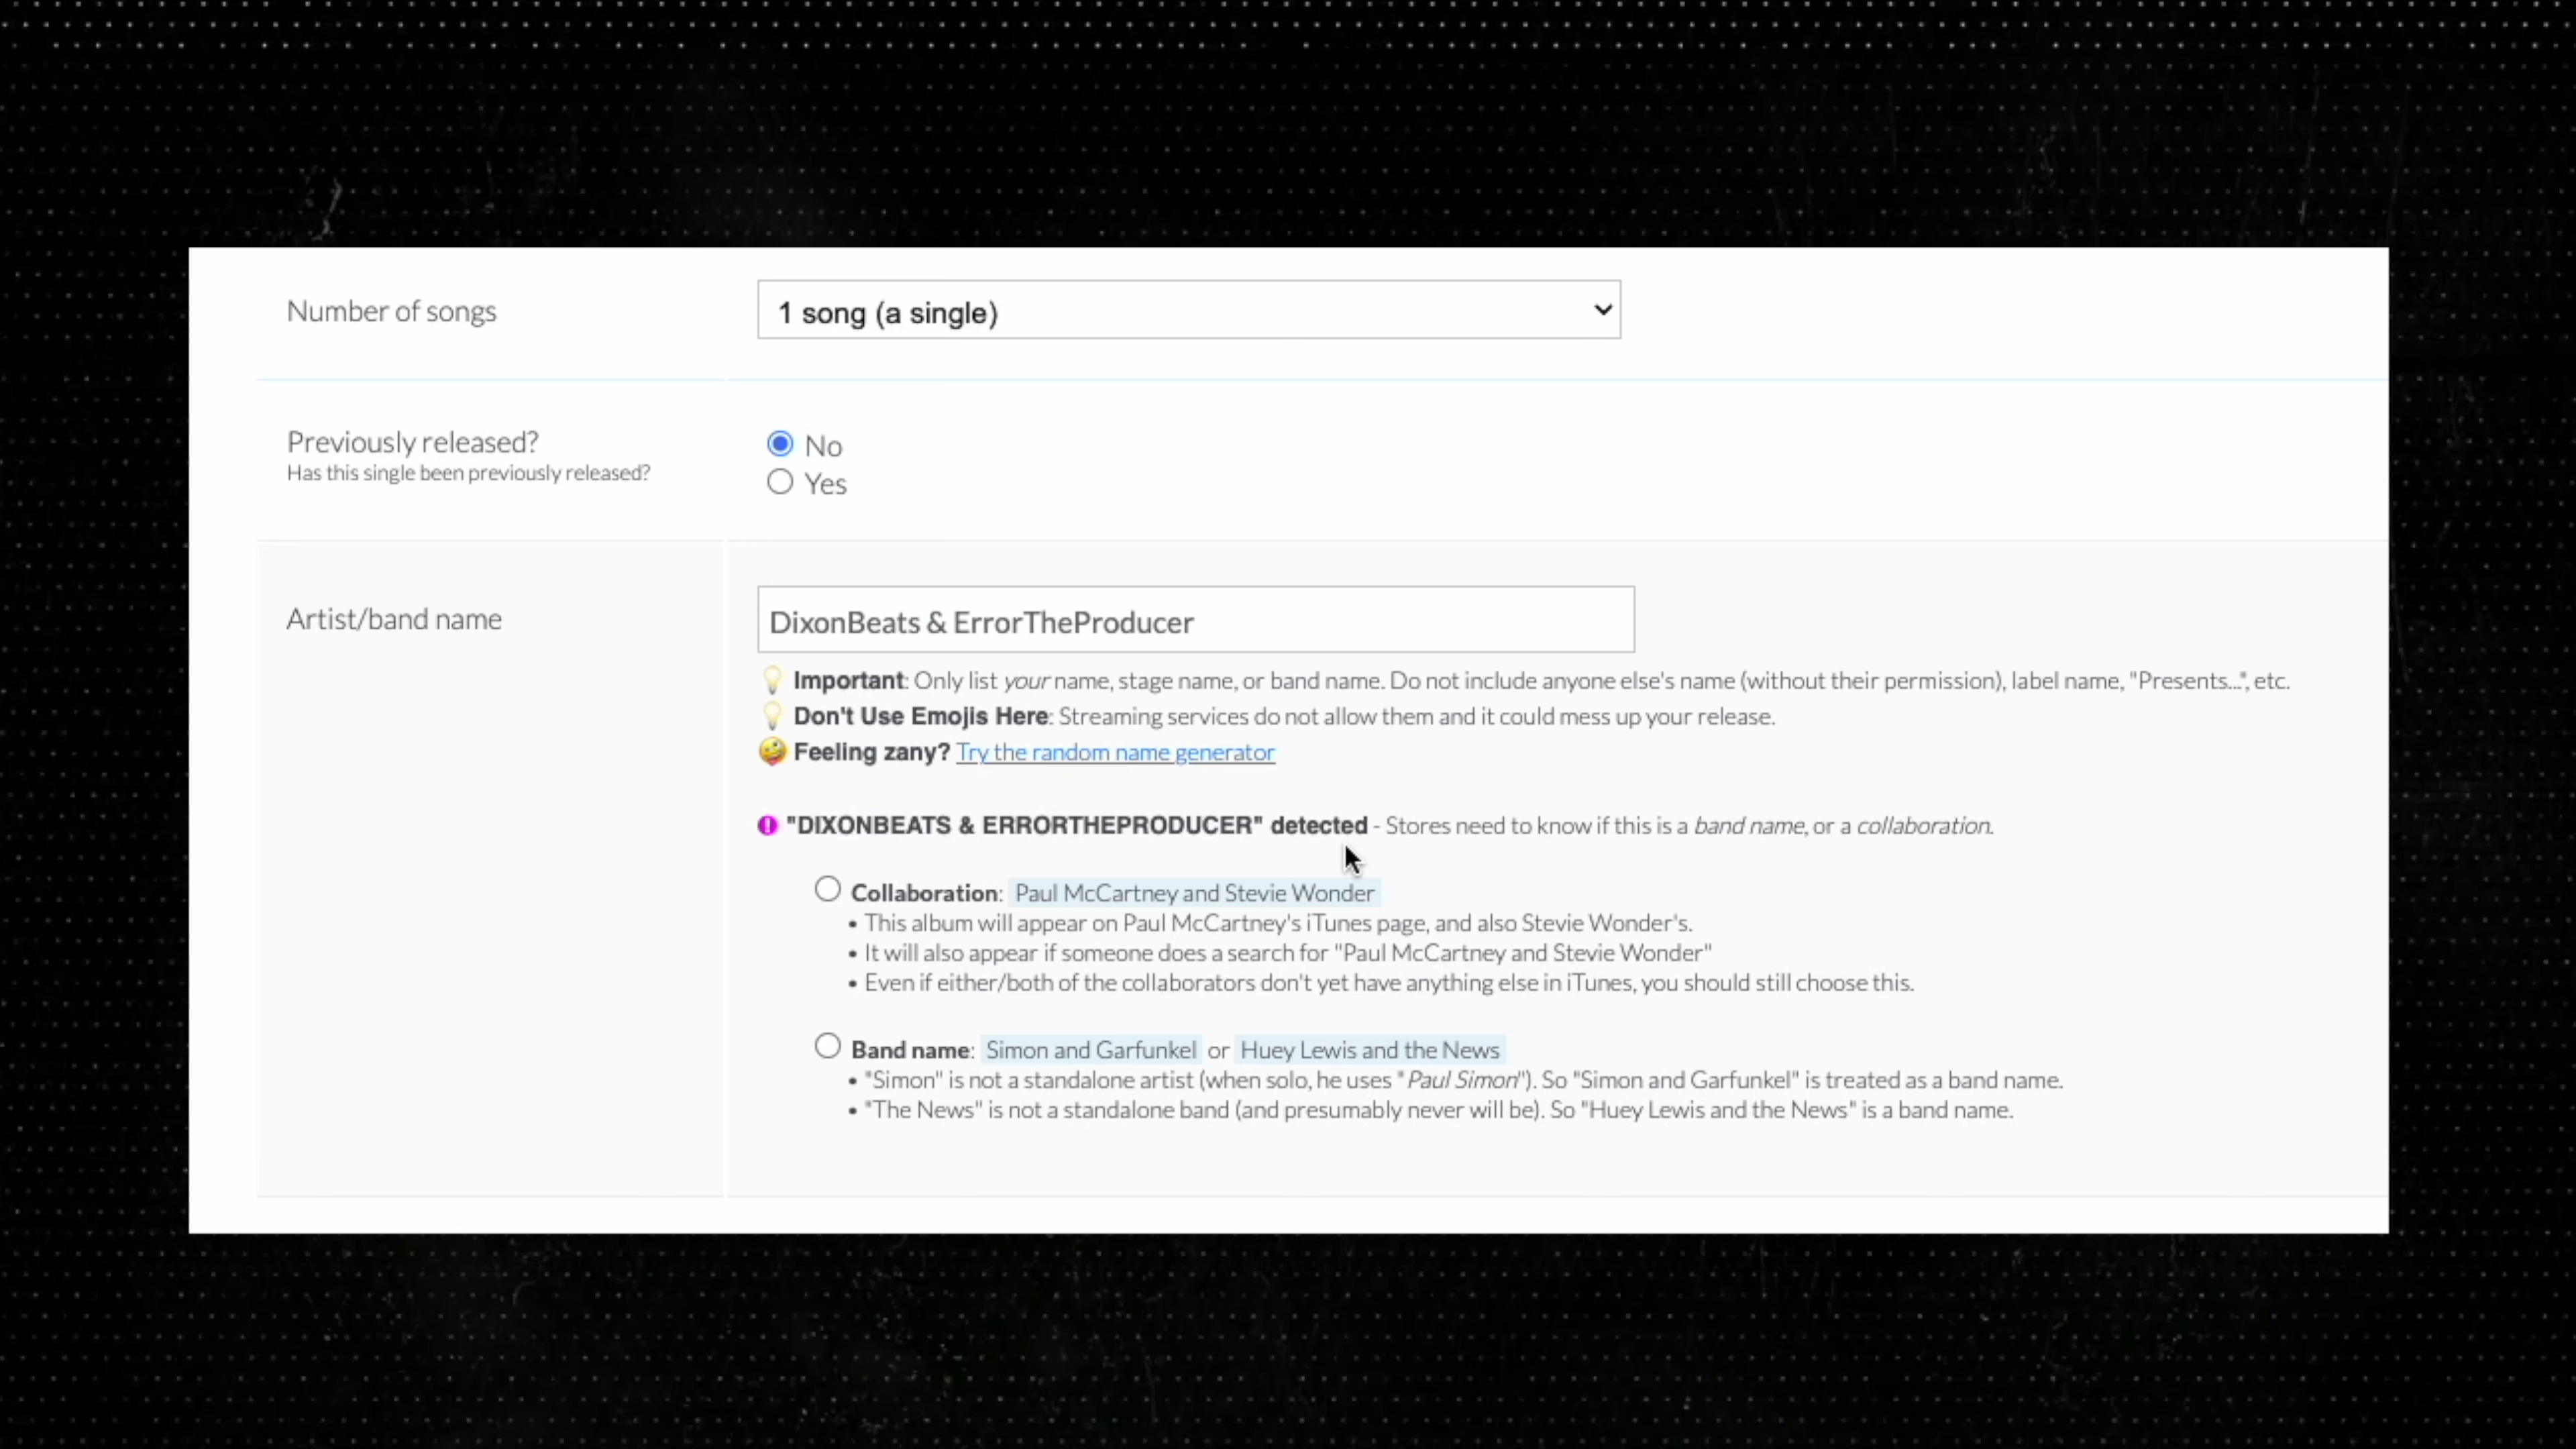 Number of songs
1 song (a single)
Previously released?
Has this single been previously released?
No
Yes
Artist/band name
DixonBeats & ErrorTheProducer
Important: Only list your name, stage name, or band name. Do not include anyone else's name (without their permission), label name, "Presents...", etc.
Don't Use Emojis Here: Streaming services do not allow them and it could mess up your release.
Feeling zany? Try the random name generator
"DIXONBEATS & ERRORTHEPRODUCER" detected - Stores need to know if this is a band name, or a collaboration.
Collaboration: Paul McCartney and Stevie Wonder
• This album will appear on Paul McCartney's iTunes page, and also Stevie Wonder's.
• It will also appear if someone does a search for "Paul McCartney and Stevie Wonder"
• Even if either/both of the collaborators don't yet have anything else in iTunes, you should still choose this.
Band name: Simon and Garfunkel or Huey Lewis and the News
• "Simon" is not a standalone artist (when solo, he uses "Paul Simon"). So "Simon and Garfunkel" is treated as a band name.
• "The News" is not a standalone band (and presumably never will be). So "Huey Lewis and the News" is a band name.